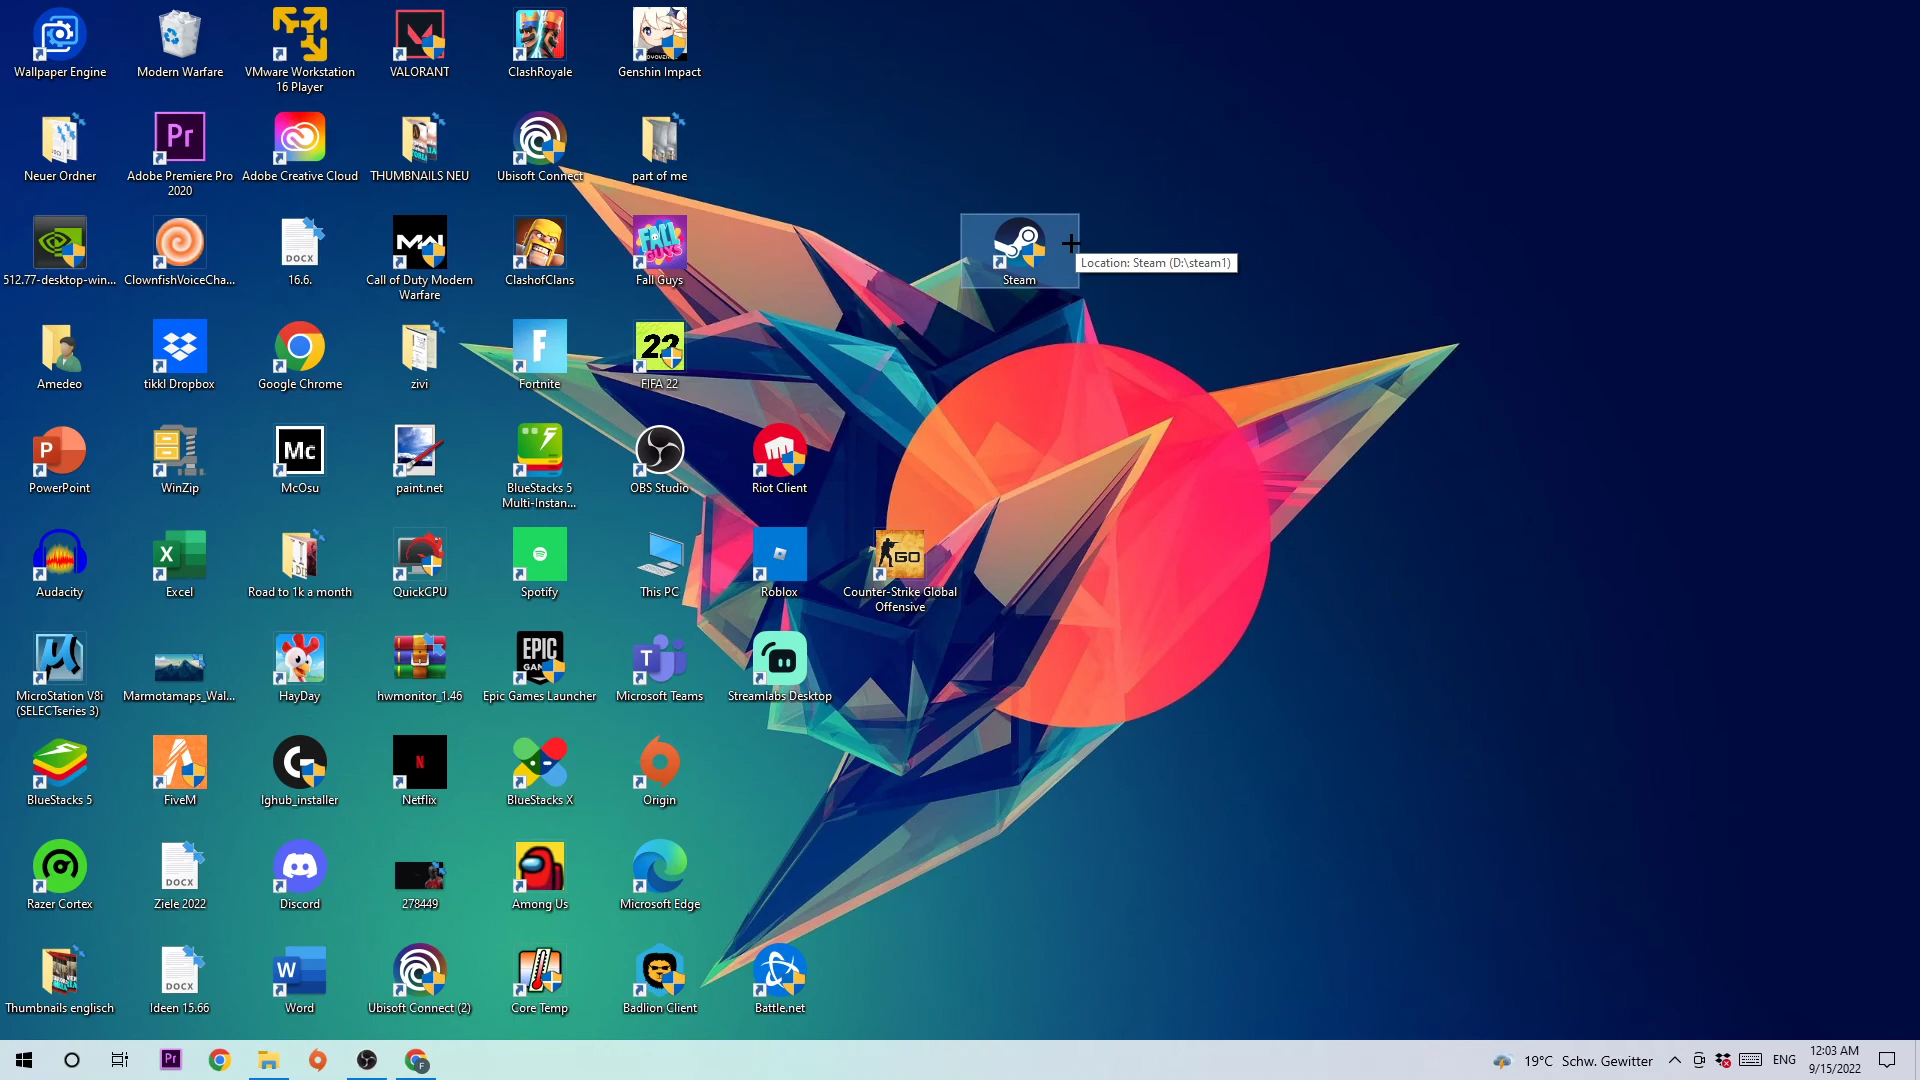 Wallpaper Engine
Modern Warfare
VMware Workstation
16 Player
VALORANT
ClashRoyale
Genshin Impact
Neuer Ordner
Adobe Premiere Pro
2020
Adobe Creative Cloud
THUMBNAILS NEU
Ubisoft Connect
part of me
512.77-desktop-win...
ClownfishVoiceCha...
16.6.
Call of Duty Modern
Warfare
ClashofClans
Fall Guys
Steam
Location: Steam (D:\steam1)
Amedeo
tikkl Dropbox
Google Chrome
zivi
Fortnite
FIFA 22
PowerPoint
WinZip
McOsu
paint.net
BlueStacks 5
Multi-Instan...
OBS Studio
Riot Client
Audacity
Excel
Road to 1k a month
QuickCPU
Spotify
This PC
Roblox
Counter-Strike Global
Offensive
MicroStation V8i
(SELECTseries 3)
Marmotamaps_Wal...
HayDay
hwmonitor_1.46
Epic Games Launcher
Microsoft Teams
Streamlabs Desktop
BlueStacks 5
FiveM
lghub_installer
Netflix
BlueStacks X
Origin
Razer Cortex
Ziele 2022
Discord
278449
Among Us
Microsoft Edge
Thumbnails englisch
Ideen 15.66
Word
Ubisoft Connect (2)
Core Temp
Badlion Client
Battle.net
19°C Schw. Gewitter
ENG
12:03 AM
9/15/2022